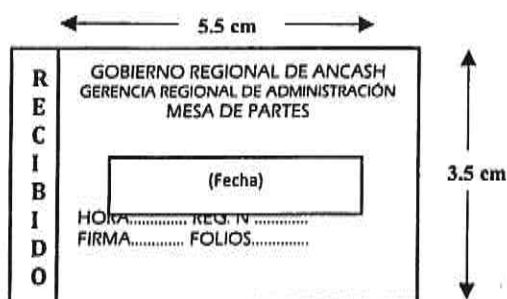 5.5 cm
RECIBIDO
GOBIERNO REGIONAL DE ANCASH
GERENCIA REGIONAL DE ADMINISTRACIÓN
MESA DE PARTES
(Fecha)
HORA............ REG. N ............
FIRMA............ FOLIOS.............
3.5 cm